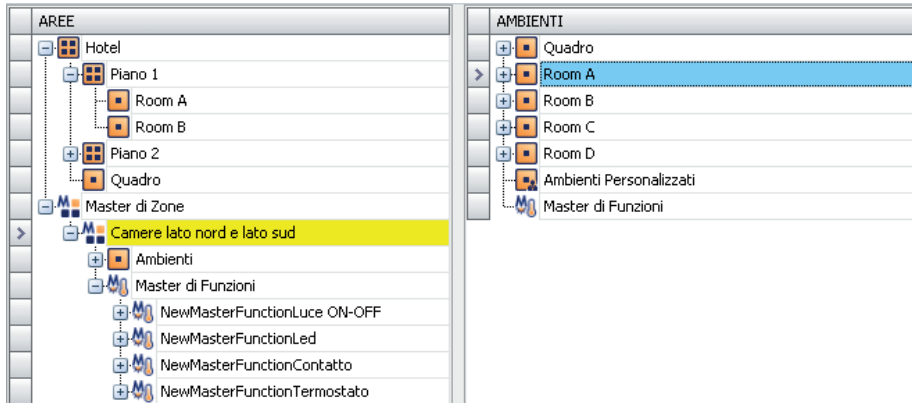 AREE
Hotel
Piano 1
Room A
Room B
Piano 2
Quadro
Master di Zone
Camere lato nord e lato sud
Ambienti
Master di Funzioni
NewMasterFunctionLuce ON-OFF
NewMasterFunctionLed
NewMasterFunctionContatto
NewMasterFunctionTermostato
AMBIENTI
Quadro
Room A
Room B
Room C
Room D
Ambienti Personalizzati
Master di Funzioni